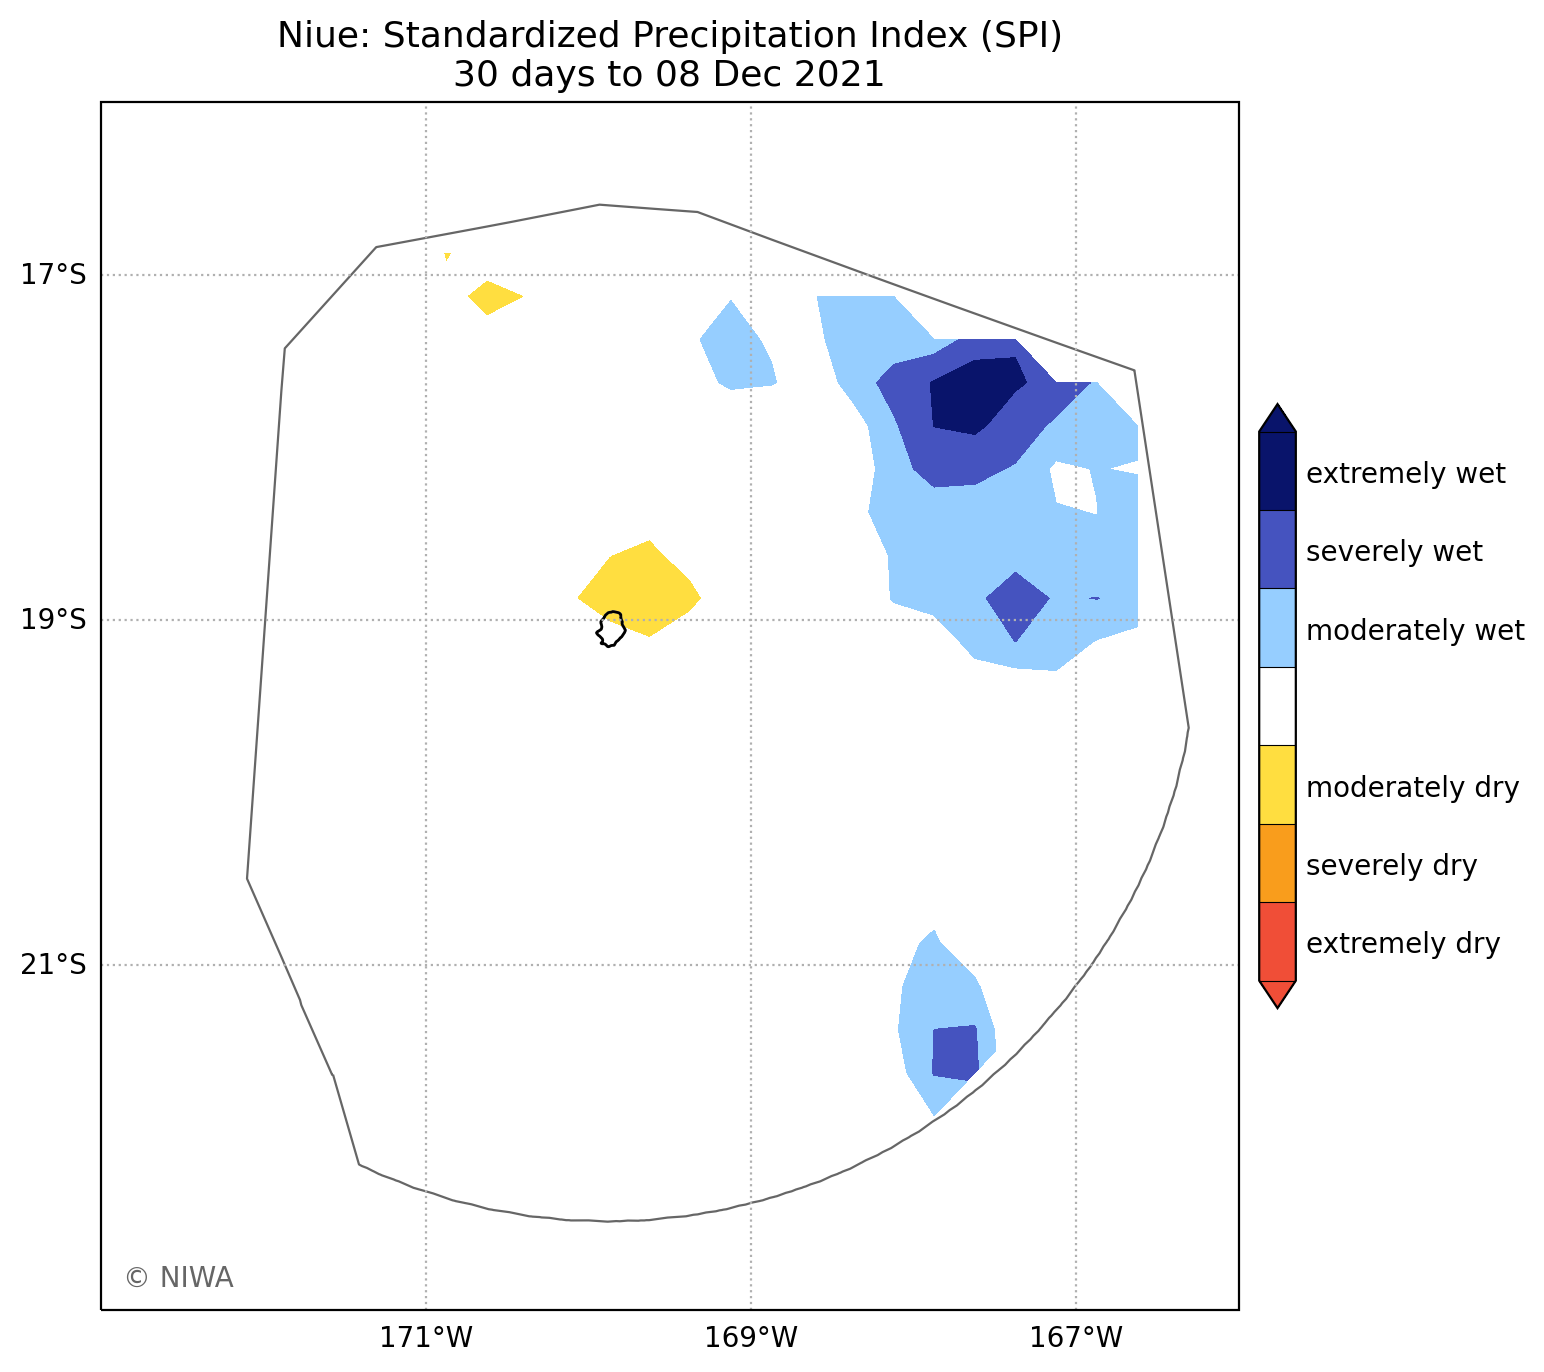 Niue: Standardized Precipitation Index (SPI)
30 days to 08 Dec 2021
17°S
19°S
21°S
171°W
169°W
167°W
extremely wet
severely wet
moderately wet
moderately dry
severely dry
extremely dry
© NIWA